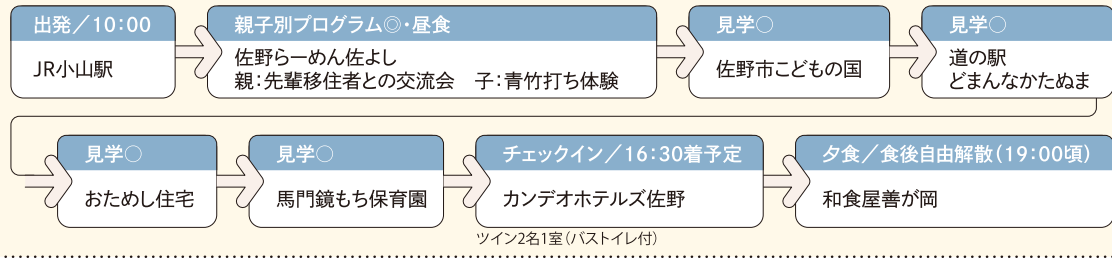 出発／10：00
JR小山駅
親子別プログラム◎・昼食
佐野らーめん佐よし
親：先輩移住者との交流会　子：青竹打ち体験
見学○
佐野市こどもの国
見学○
道の駅
どまんなかたぬま
見学○
おためし住宅
見学○
馬門鏡もち保育園
チェックイン／16：30着予定
カンデオホテルズ佐野
ツイン2名1室（バストイレ付）
夕食／食後自由解散（19：00頃）
和食屋善が岡